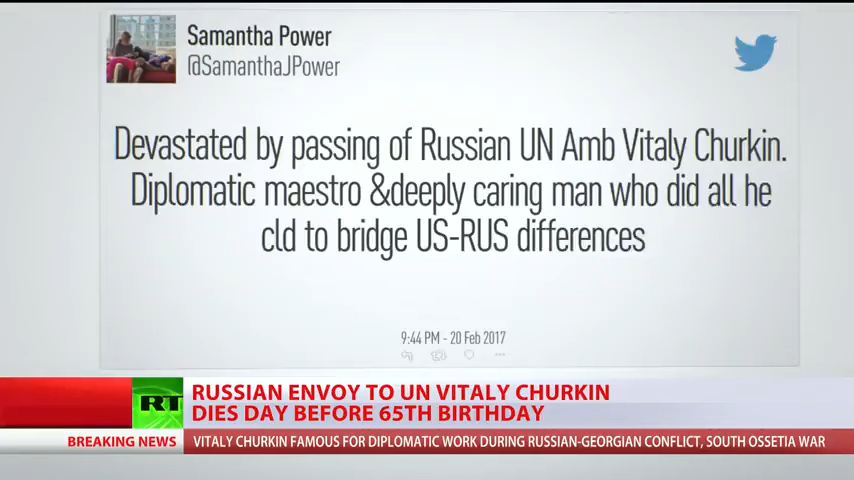 Samantha Power
@SamanthaJPower
Devastated by passing of Russian UN Amb Vitaly Churkin.
Diplomatic maestro &deeply caring man who did all he
cld to bridge US-RUS differences
9:44 PM - 20 Feb 2017
RT
RUSSIAN ENVOY TO UN VITALY CHURKIN
DIES DAY BEFORE 65TH BIRTHDAY
BREAKING NEWS
VITALY CHURKIN FAMOUS FOR DIPLOMATIC WORK DURING RUSSIAN-GEORGIAN CONFLICT, SOUTH OSSETIA WAR